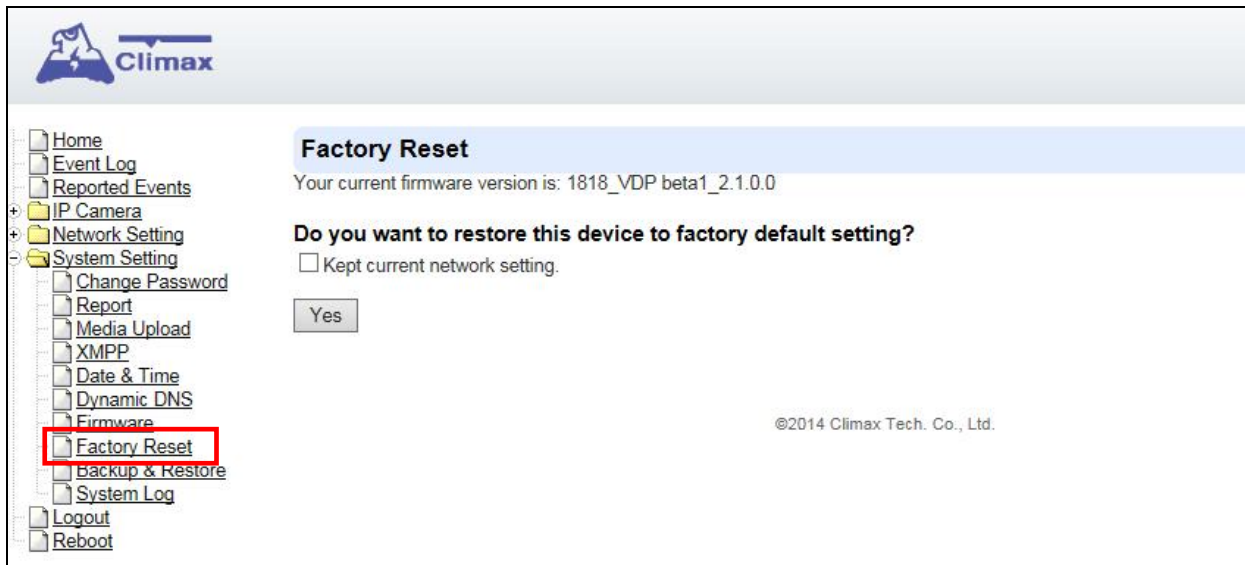 Climax
Home
Event Log
Reported Events
IP Camera
Network Setting
System Setting
Change Password
Report
Media Upload
XMPP
Date & Time
Dynamic DNS
Firmware
Factory Reset
Backup & Restore
System Log
Logout
Reboot
Factory Reset
Your current firmware version is: 1818_VDP beta1_2.1.0.0
Do you want to restore this device to factory default setting?
Kept current network setting.
Yes
©2014 Climax Tech. Co., Ltd.